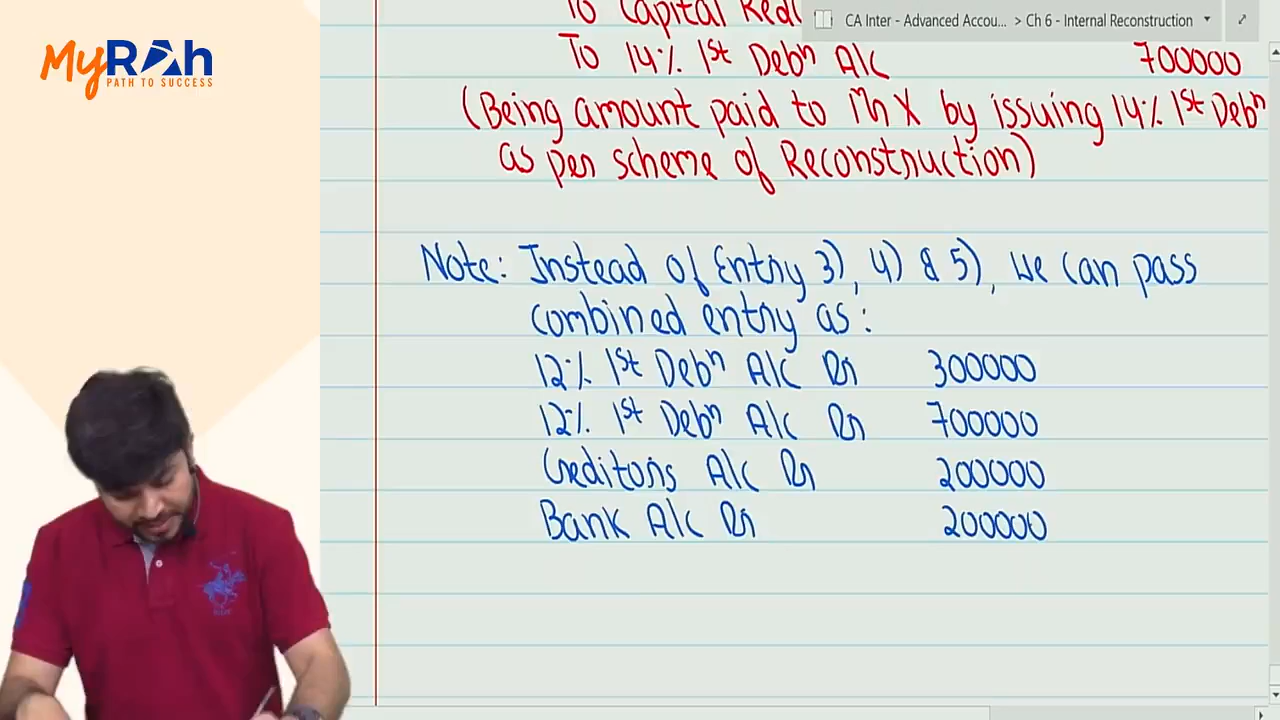 MyRAh
PATH TO SUCCESS
CA Inter - Advanced Accou... > Ch 6 - Internal Reconstruction
To Capital Red
To 14% 1st Debn A/c 700000
(Being amount paid to Mr X by issuing 14% 1st Debn
as per scheme of Reconstruction)
Note: Instead of Entry 3), 4) & 5), we can pass
combined entry as:
12% 1st Debn A/c Dr 300000
12% 1st Debn A/c Dr 700000
Creditors A/c Dr 200000
Bank A/c Dr 200000